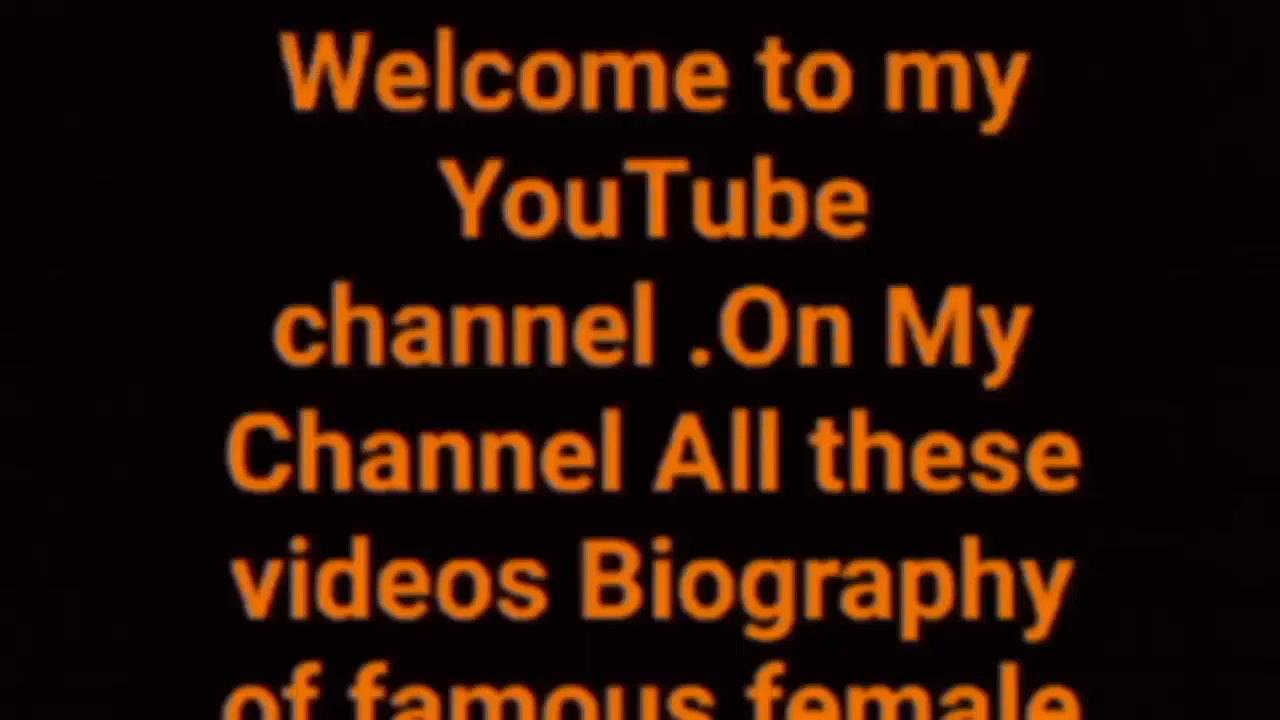 Welcome to my
YouTube
channel .On My
Channel All these
videos Biography
of famous female